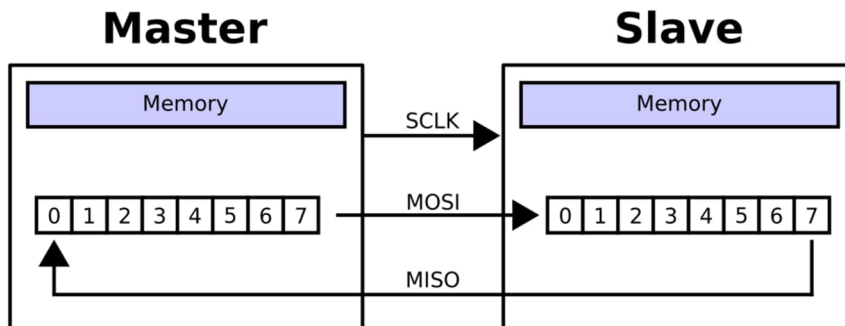 Master Slave
Memory Memory
SCLK
0 1 2 3 4 5 6 7 MOSI 0 1 2 3 4 5 6 7
MISO